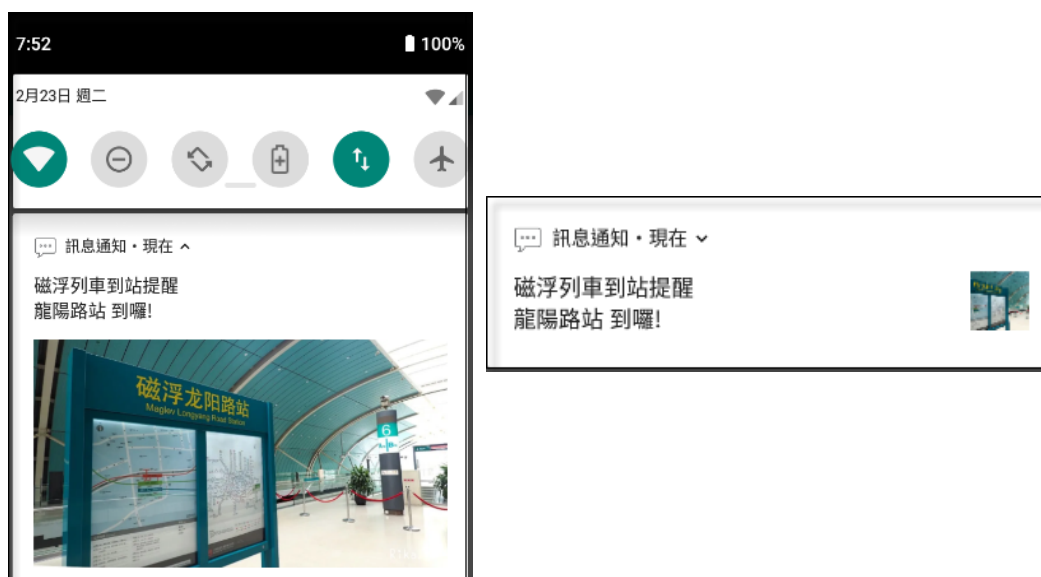 7:52
100%
2月23日 週二
訊息通知・現在
磁浮列車到站提醒
龍陽路站 到囉!
磁浮龙阳路站
Maglev Longyang Road Station
6
訊息通知・現在
磁浮列車到站提醒
龍陽路站 到囉!